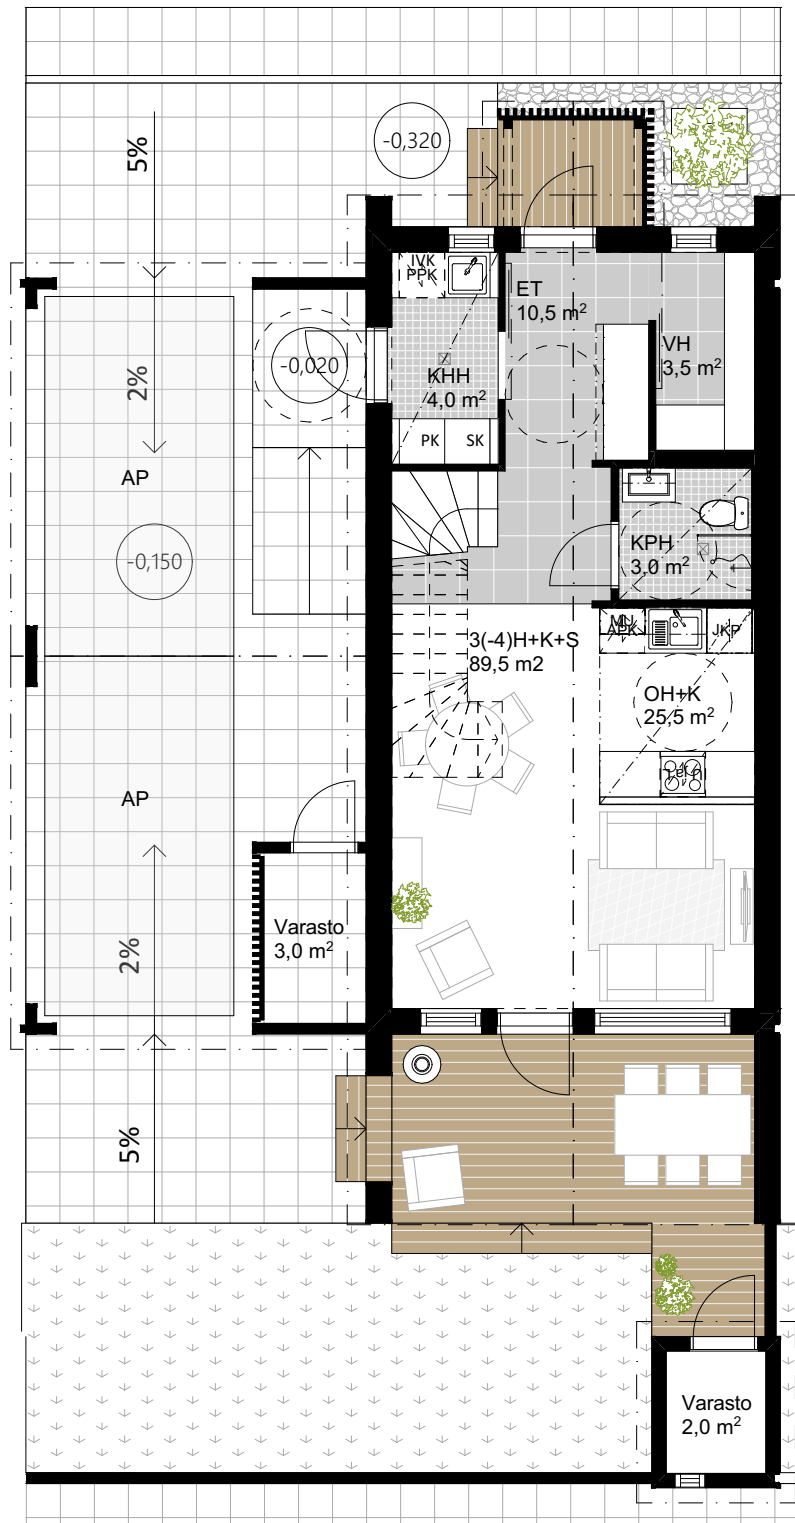 5%
-0,320
IVK
PPK
ET
10,5 m²
VH
3,5 m²
-0,020
KHH
4,0 m²
2%
PK
SK
AP
-0,150
KPH
3,0 m²
MU
APK
JKP
3(-4)H+K+S
89,5 m2
OH+K
25,5 m²
AP
Varasto
3,0 m²
2%
5%
Varasto
2,0 m²